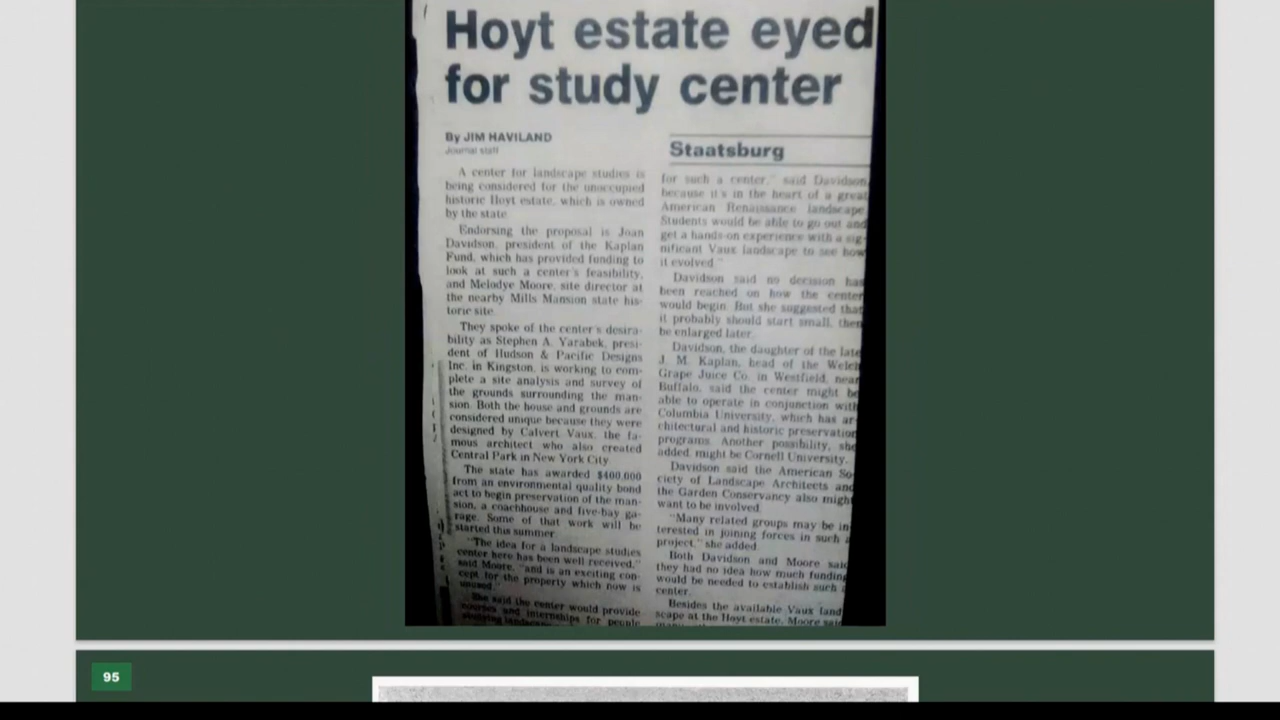 Hoyt estate eyed
for study center
By JIM HAVILAND
Journal staff
A center for landscape studies is
being considered for the unoccupied
historic Hoyt estate, which is owned
by the state
Endorsing the proposal is Joan
Davidson, president of the Kaplan
Fund, which has provided funding to
look at such a center's feasibility,
and Melodye Moore, site director at
the nearby Mills Mansion state his-
toric site.
They spoke of the center's desira-
bility as Stephen A. Yarabek, presi-
dent of Hudson & Pacific Designs
Inc. in Kingston, is working to com-
plete a site analysis and survey of
the grounds surrounding the man-
sion. Both the house and grounds are
considered unique because they were
designed by Calvert Vaux, the fa-
mous architect who also created
Central Park in New York City
The state has awarded $400,000
from an environmental quality bond
act to begin preservation of the man-
sion, a coachhouse and five-bay ga-
rage. Some of that work will be
started this summer.
"The idea for a landscape studies
center here has been well received,"
said Moore, "and is an exciting con-
cept for the property which now is
unused."
She said the center would provide
courses and internships for people
Staatsburg
for such a center," said Davidson,
because it's in the heart of a great
American Renaissance landscape
Students would be able to go out and
get a hands-on experience with a sig-
nificant Vaux landscape to see how
it evolved."
Davidson said no decision has
been reached on how the center
would begin. But she suggested that
it probably should start small, then
be enlarged later.
Davidson, the daughter of the late
J. M. Kaplan, head of the Welch
Grape Juice Co. in Westfield, near
Buffalo, said the center might be
able to operate in conjunction with
Columbia University, which has ar-
chitectural and historic preservation
programs. Another possibility, she
added, might be Cornell University.
Davidson said the American So-
ciety of Landscape Architects and
the Garden Conservancy also might
want to be involved.
"Many related groups may be in-
terested in joining forces in such a
project," she added.
Both Davidson and Moore said
they had no idea how much funding
would be needed to establish such a
center.
Besides the available Vaux land-
scape at the Hoyt estate, Moore said
95